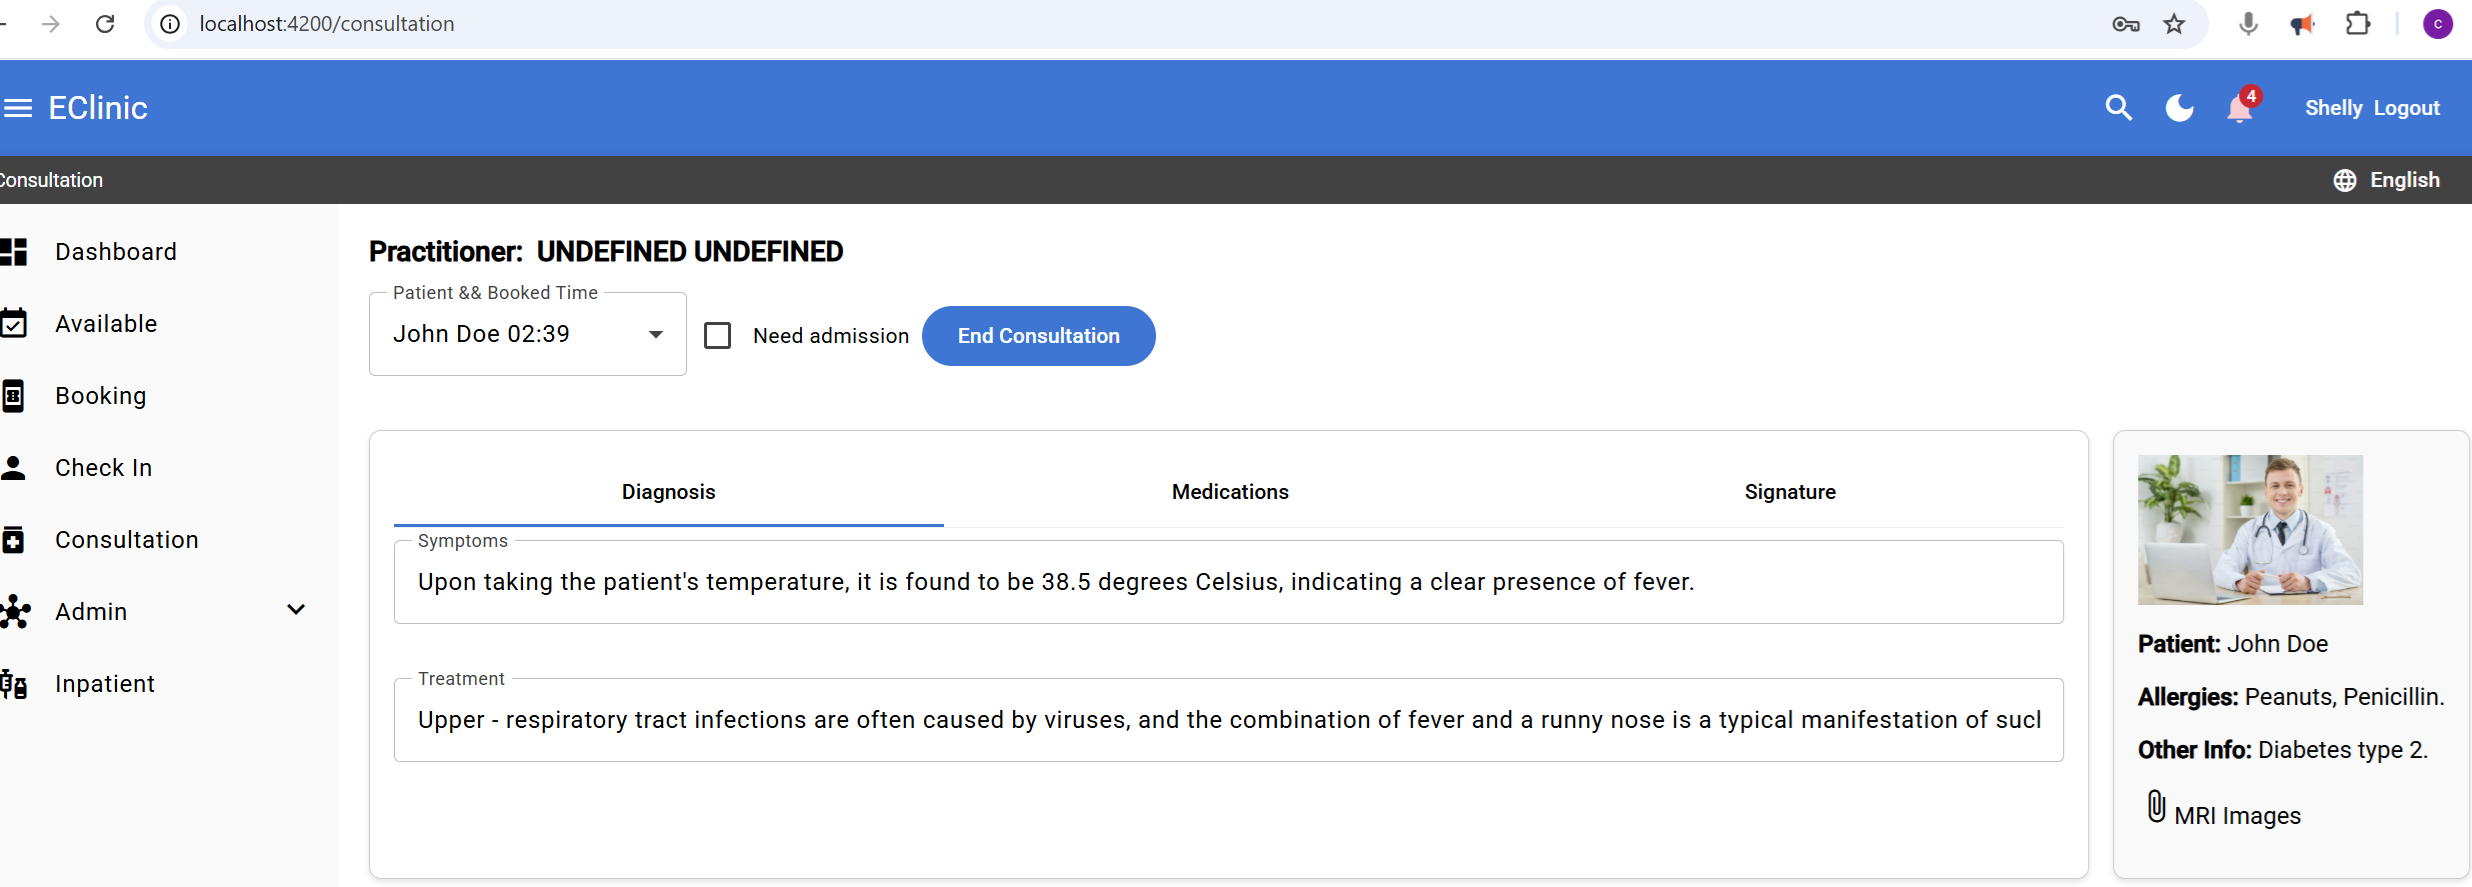 localhost:4200/consultation
C
EClinic
4
Shelly Logout
Consultation
English
Dashboard
Available
Booking
Check In
Consultation
Admin
Inpatient
Practitioner: UNDEFINED UNDEFINED
Patient && Booked Time
John Doe 02:39
Need admission
End Consultation
Diagnosis
Medications
Signature
Symptoms
Upon taking the patient's temperature, it is found to be 38.5 degrees Celsius, indicating a clear presence of fever.
Treatment
Upper - respiratory tract infections are often caused by viruses, and the combination of fever and a runny nose is a typical manifestation of such
Patient: John Doe
Allergies: Peanuts, Penicillin.
Other Info: Diabetes type 2.
MRI Images